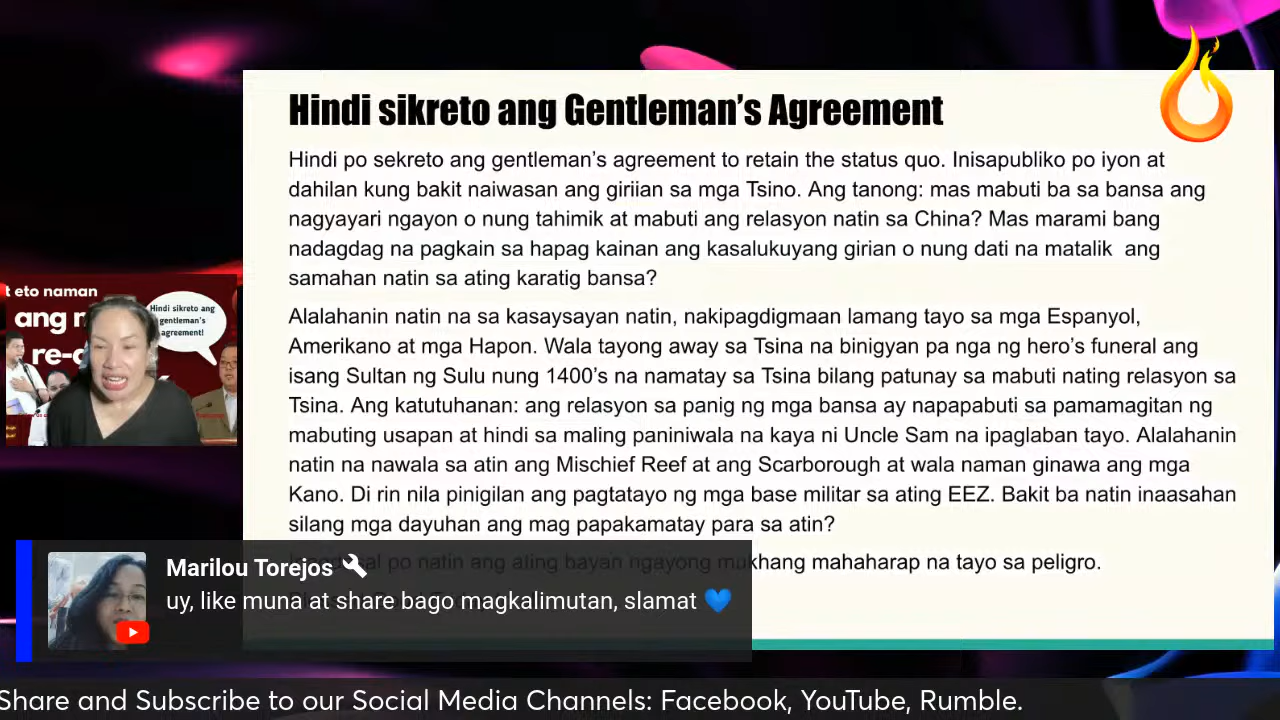 Hindi sikreto ang Gentleman's Agreement
Hindi po sekreto ang gentleman's agreement to retain the status quo. Inisapubliko po iyon at
dahilan kung bakit naiwasan ang giriian sa mga Tsino. Ang tanong: mas mabuti ba sa bansa ang
nagyayari ngayon o nung tahimik at mabuti ang relasyon natin sa China? Mas marami bang
nadagdag na pagkain sa hapag kainan ang kasalukuyang girian o nung dati na matalik ang
samahan natin sa ating karatig bansa?
Alalahanin natin na sa kasaysayan natin, nakipagdigmaan lamang tayo sa mga Espanyol,
Amerikano at mga Hapon. Wala tayong away sa Tsina na binigyan pa nga ng hero's funeral ang
isang Sultan ng Sulu nung 1400's na namatay sa Tsina bilang patunay sa mabuti nating relasyon sa
Tsina. Ang katutuhanan: ang relasyon sa panig ng mga bansa ay napapabuti sa pamamagitan ng
mabuting usapan at hindi sa maling paniniwala na kaya ni Uncle Sam na ipaglaban tayo. Alalahanin
natin na nawala sa atin ang Mischief Reef at ang Scarborough at wala naman ginawa ang mga
Kano. Di rin nila pinigilan ang pagtatayo ng mga base militar sa ating EEZ. Bakit ba natin inaasahan
silang mga dayuhan ang mag papakamatay para sa atin?
po natin ang ating bayan ngayong mukhang mahaharap na tayo sa peligro.
t eto naman
ang
re-
Hindi sikreto ang
gentleman's
agreement!
Marilou Torejos
uy, like muna at share bago magkalimutan, slamat 💙
Share and Subscribe to our Social Media Channels: Facebook, YouTube, Rumble.